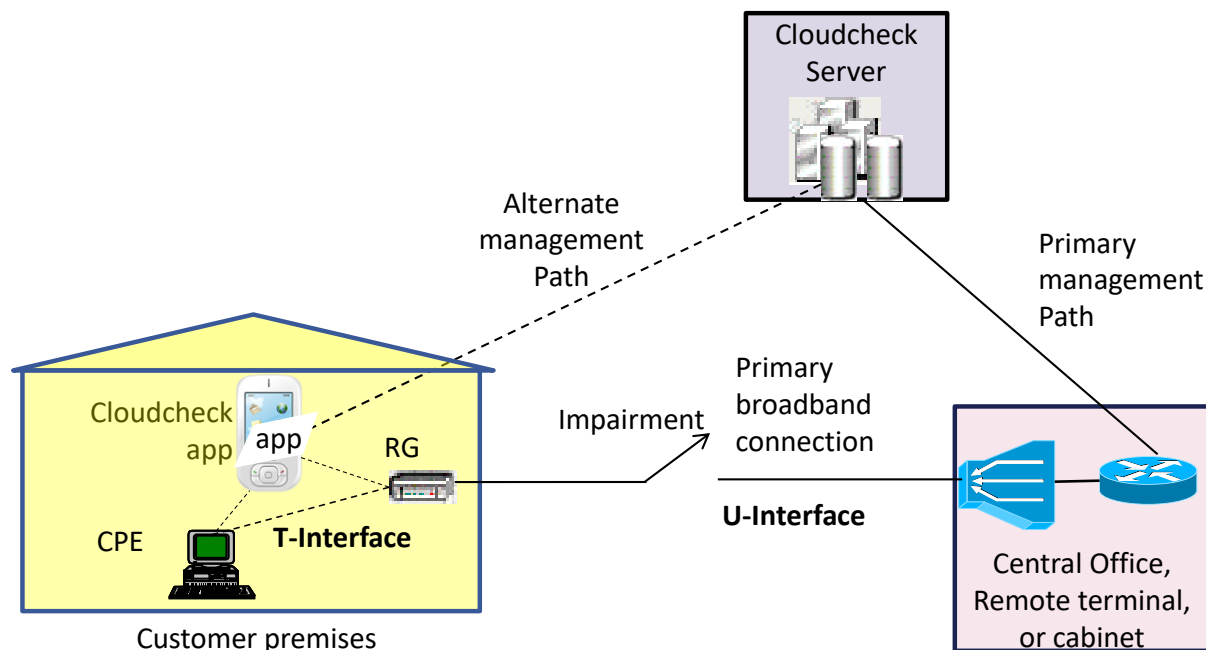 Cloudcheck
Server
Alternate
management
Path
Primary
management
Path
Primary
broadband
connection
Impairment
Cloudcheck
app
app
RG
U-Interface
T-Interface
CPE
Central Office,
Remote terminal,
or cabinet
Customer premises